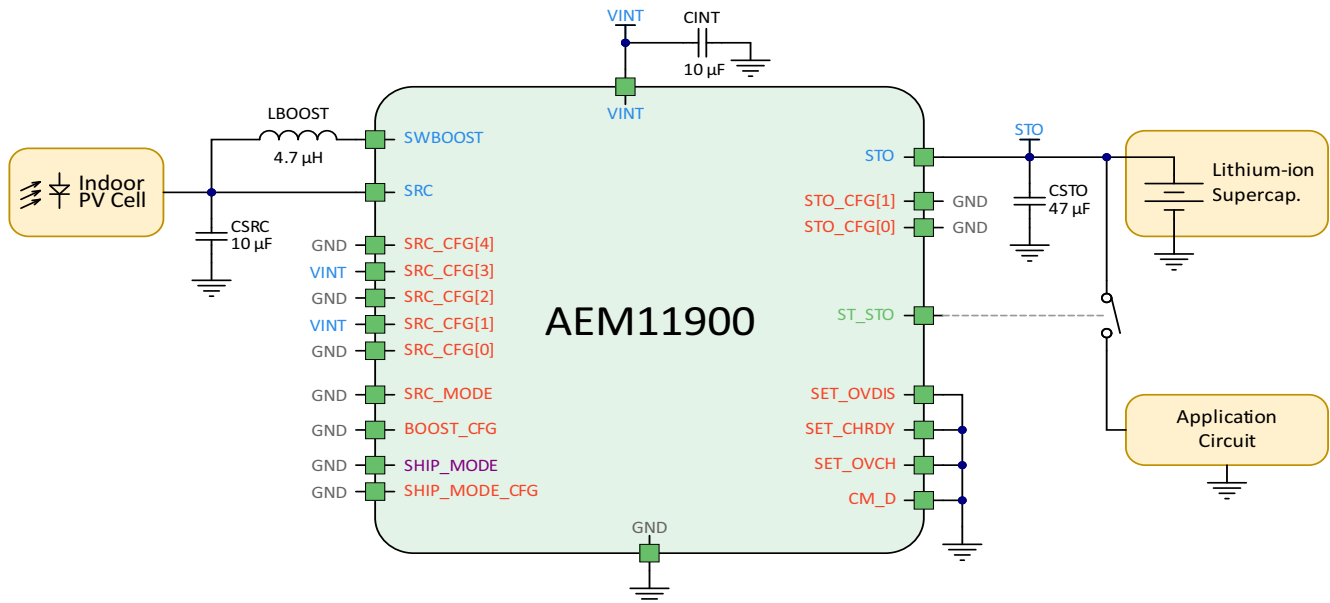 VINT
CINT
10 µF
VINT
LBOOST
4.7 µH
SWBOOST
SRC
Indoor
PV Cell
CSRC
10 µF
GND SRC_CFG[4]
VINT SRC_CFG[3]
GND SRC_CFG[2]
VINT SRC_CFG[1]
GND SRC_CFG[0]
GND SRC_MODE
GND BOOST_CFG
GND SHIP_MODE
GND SHIP_MODE_CFG
AEM11900
GND
STO
STO_CFG[1] GND
STO_CFG[0] GND
ST_STO
SET_OVDIS
SET_CHRDY
SET_OVCH
CM_D
STO
CSTO
47 µF
Lithium-ion
Supercap.
Application
Circuit